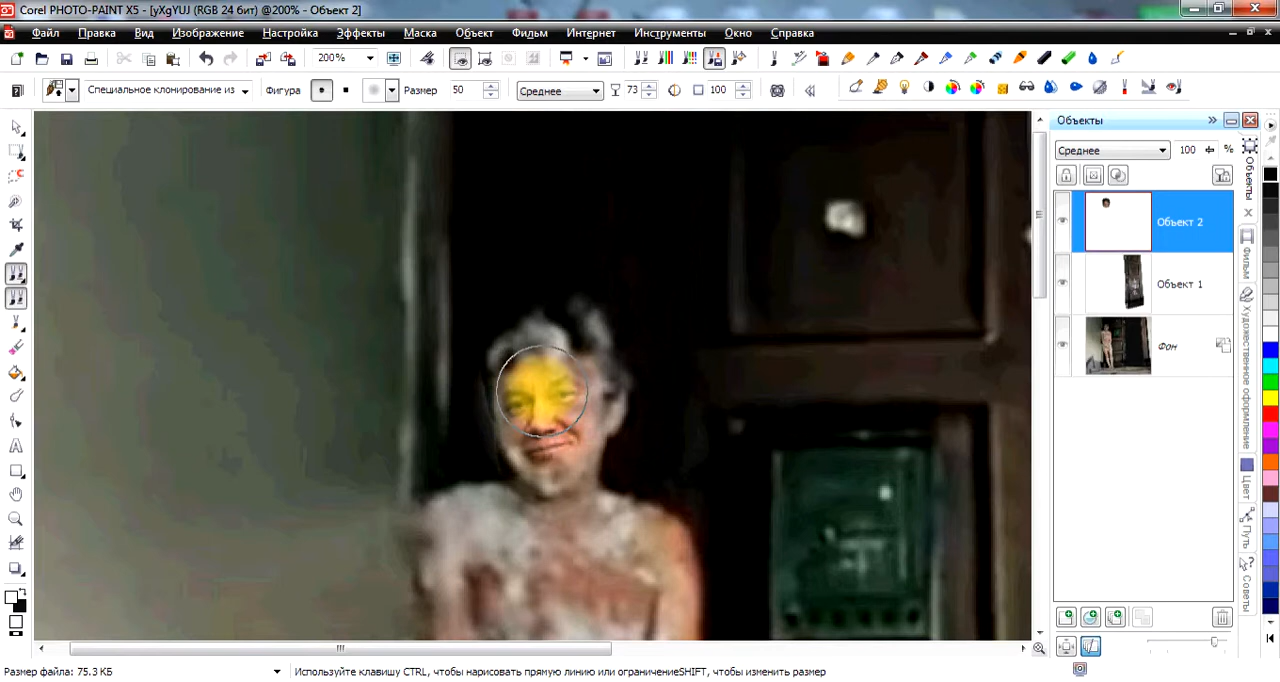 Corel PHOTO-PAINT X5 - [yXgYUJ (RGB 24 бит) @200% - Объект 2]
Файл Правка Вид Изображение Настройка Эффекты Маска Объект Фильм Интернет Инструменты Окно Справка
200%
Специальное клонирование из Фигура Размер 50 Среднее 73 100
Объекты
Среднее 100 %
Объект 2
Объект 1
Фон
Объекты
Фильм
Художественное оформление
Цвет
Путь
Советы
Размер файла: 75.3 КБ Используйте клавишу CTRL, чтобы нарисовать прямую линию или ограничениеSHIFT, чтобы изменить размер